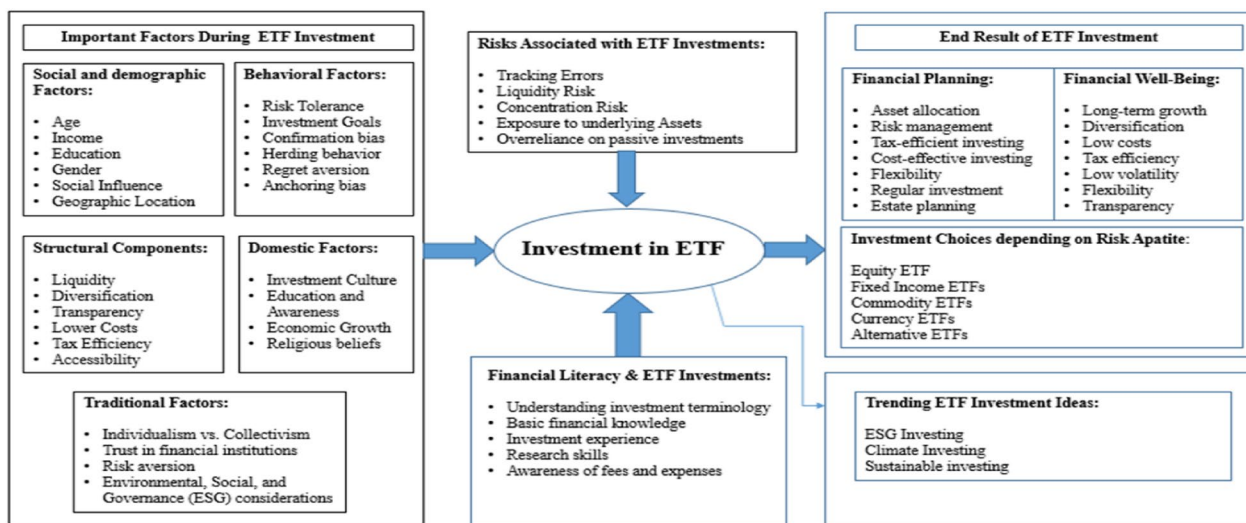 Important Factors During ETF Investment
Social and demographic
Factors:
• Age
• Income
• Education
• Gender
• Social Influence
• Geographic Location
Behavioral Factors:
• Risk Tolerance
• Investment Goals
• Confirmation bias
• Herding behavior
• Regret aversion
• Anchoring bias
Structural Components:
• Liquidity
• Diversification
• Transparency
• Lower Costs
• Tax Efficiency
• Accessibility
Domestic Factors:
• Investment Culture
• Education and
Awareness
• Economic Growth
• Religious beliefs
Traditional Factors:
• Individualism vs. Collectivism
• Trust in financial institutions
• Risk aversion
• Environmental, Social, and
Governance (ESG) considerations
Risks Associated with ETF Investments:
• Tracking Errors
• Liquidity Risk
• Concentration Risk
• Exposure to underlying Assets
• Overreliance on passive investments
Investment in ETF
Financial Literacy & ETF Investments:
• Understanding investment terminology
• Basic financial knowledge
• Investment experience
• Research skills
• Awareness of fees and expenses
End Result of ETF Investment
Financial Planning:
• Asset allocation
• Risk management
• Tax-efficient investing
• Cost-effective investing
• Flexibility
• Regular investment
• Estate planning
Financial Well-Being:
• Long-term growth
• Diversification
• Low costs
• Tax efficiency
• Low volatility
• Flexibility
• Transparency
Investment Choices depending on Risk Apatite:
Equity ETF
Fixed Income ETFs
Commodity ETFs
Currency ETFs
Alternative ETFs
Trending ETF Investment Ideas:
ESG Investing
Climate Investing
Sustainable investing